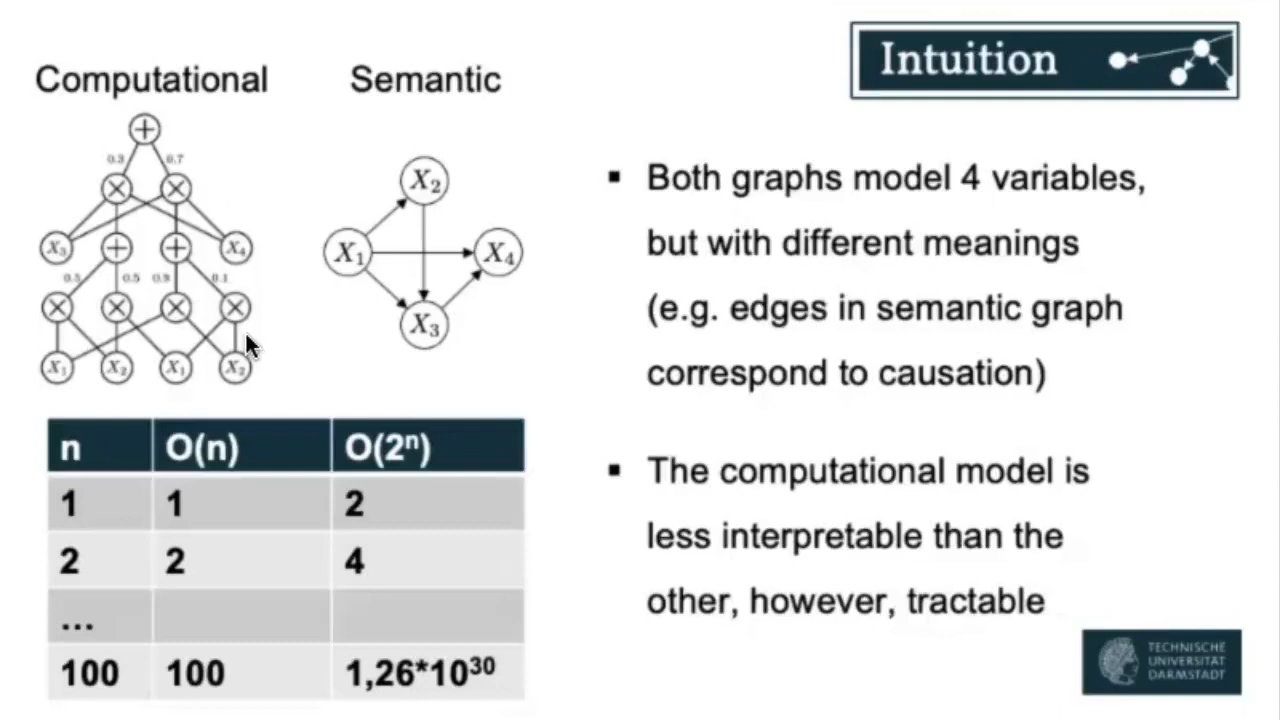 Computational
Semantic
Intuition
+
0.3
0.7
×
×
X3
+
+
X4
0.5
0.5
0.9
0.1
×
×
×
×
X1
X2
X1
X2
X2
X1
X4
X3
▪ Both graphs model 4 variables,
but with different meanings
(e.g. edges in semantic graph
correspond to causation)
▪ The computational model is
less interpretable than the
other, however, tractable
n O(n) O(2ⁿ)
1 1 2
2 2 4
...
100 100 1,26*10³⁰
TECHNISCHE
UNIVERSITÄT
DARMSTADT